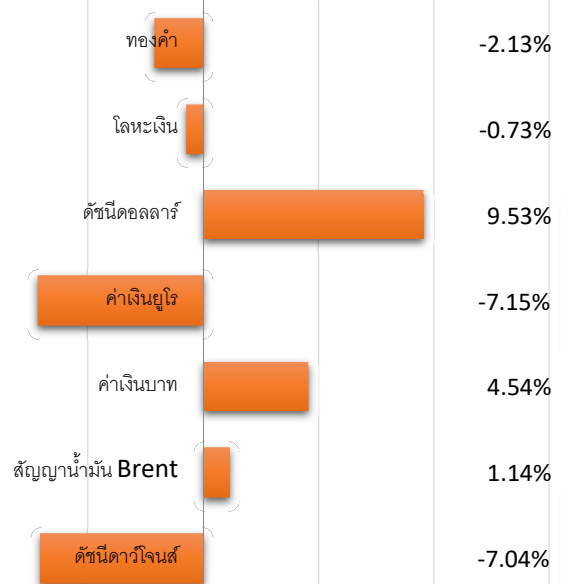 ทองคำ -2.13%
โลหะเงิน -0.73%
ดัชนีดอลลาร์ 9.53%
ค่าเงินยูโร -7.15%
ค่าเงินบาท 4.54%
สัญญาน้ำมัน Brent 1.14%
ดัชนีดาวโจนส์ -7.04%